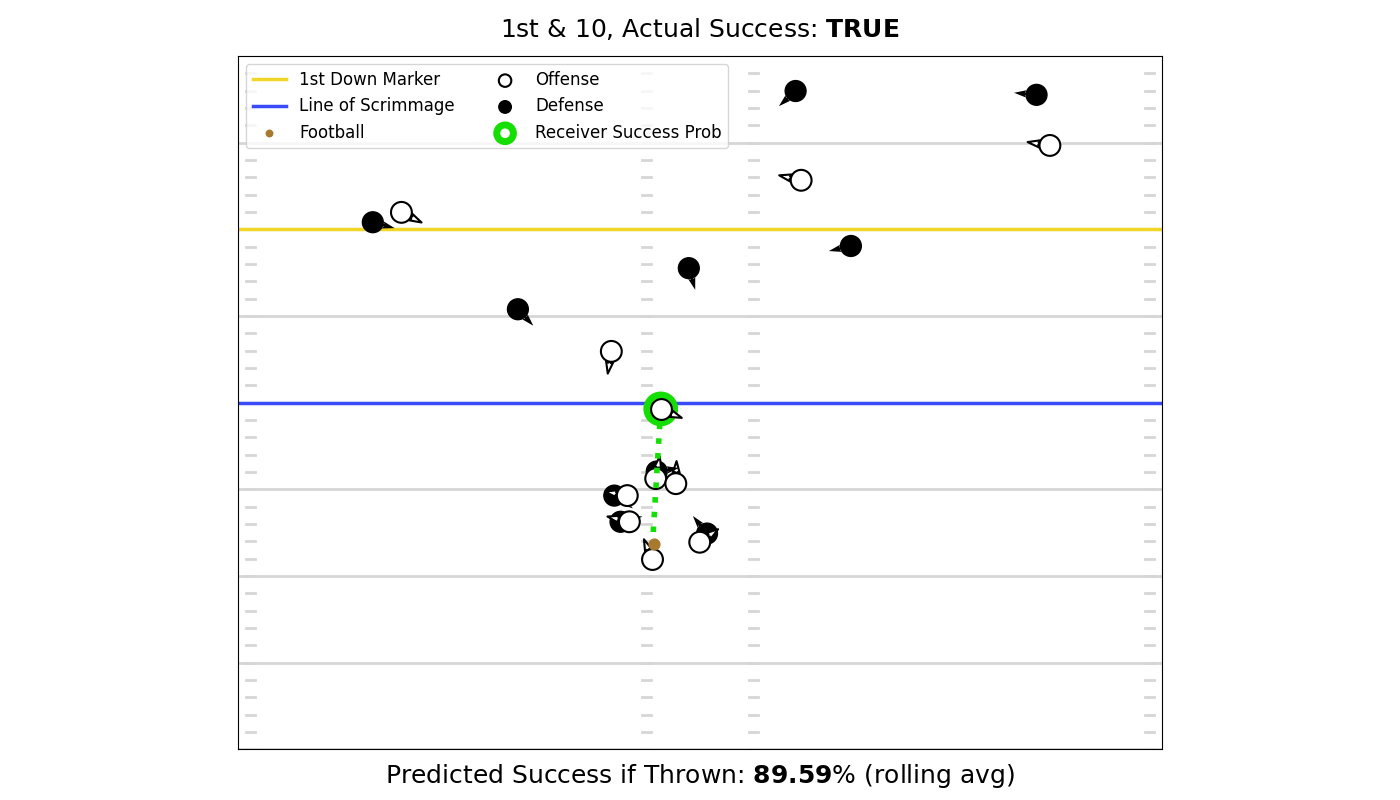 1st & 10, Actual Success: TRUE
1st Down Marker
Line of Scrimmage
Football
Offense
Defense
Receiver Success Prob
Predicted Success if Thrown: 89.59% (rolling avg)